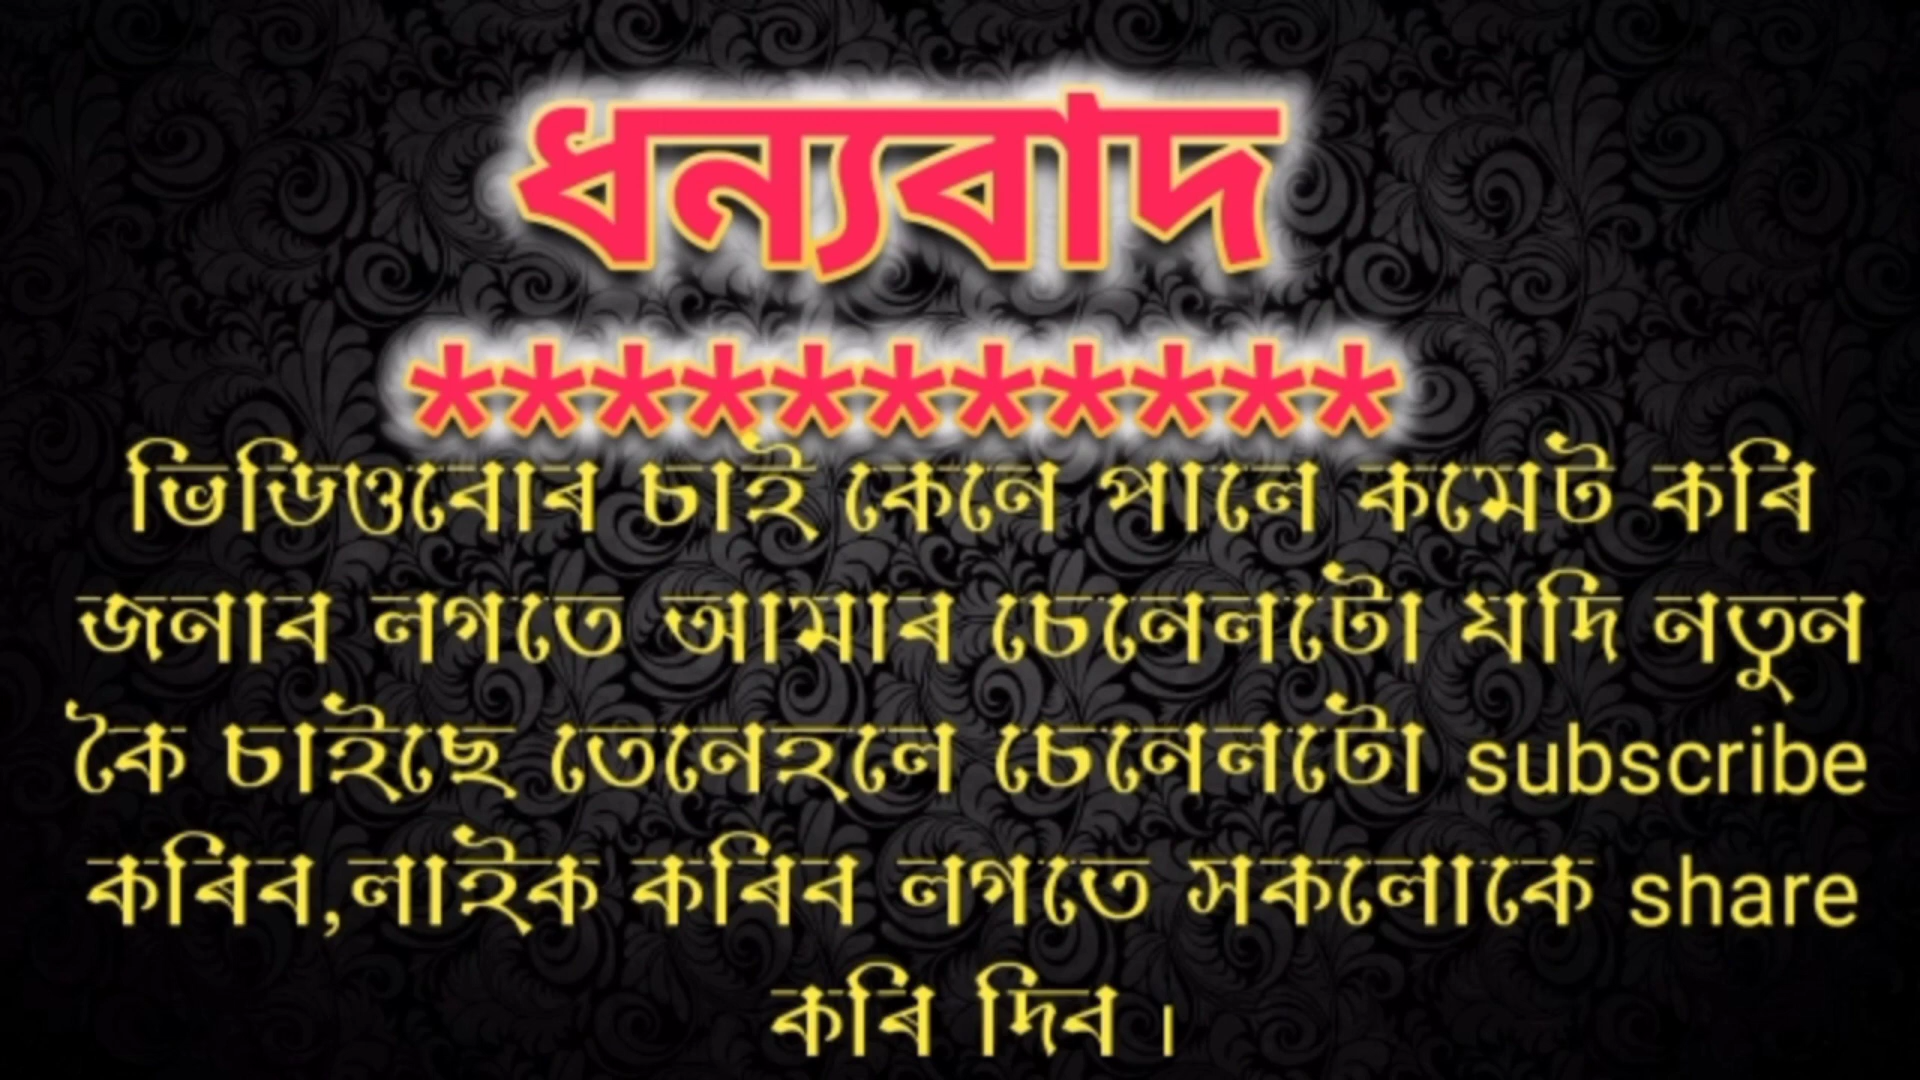 ধন্যবাদ
***********
ভিডিওবোৰ চাই কেনে পালে কমেট কৰি
জনাব লগতে আমাৰ চেনেলটো যদি নতুন
কৈ চাইছে তেনেহলে চেনেলটো subscribe
কৰিব,লাইক কৰিব লগতে সকলোকে share
কৰি দিব।